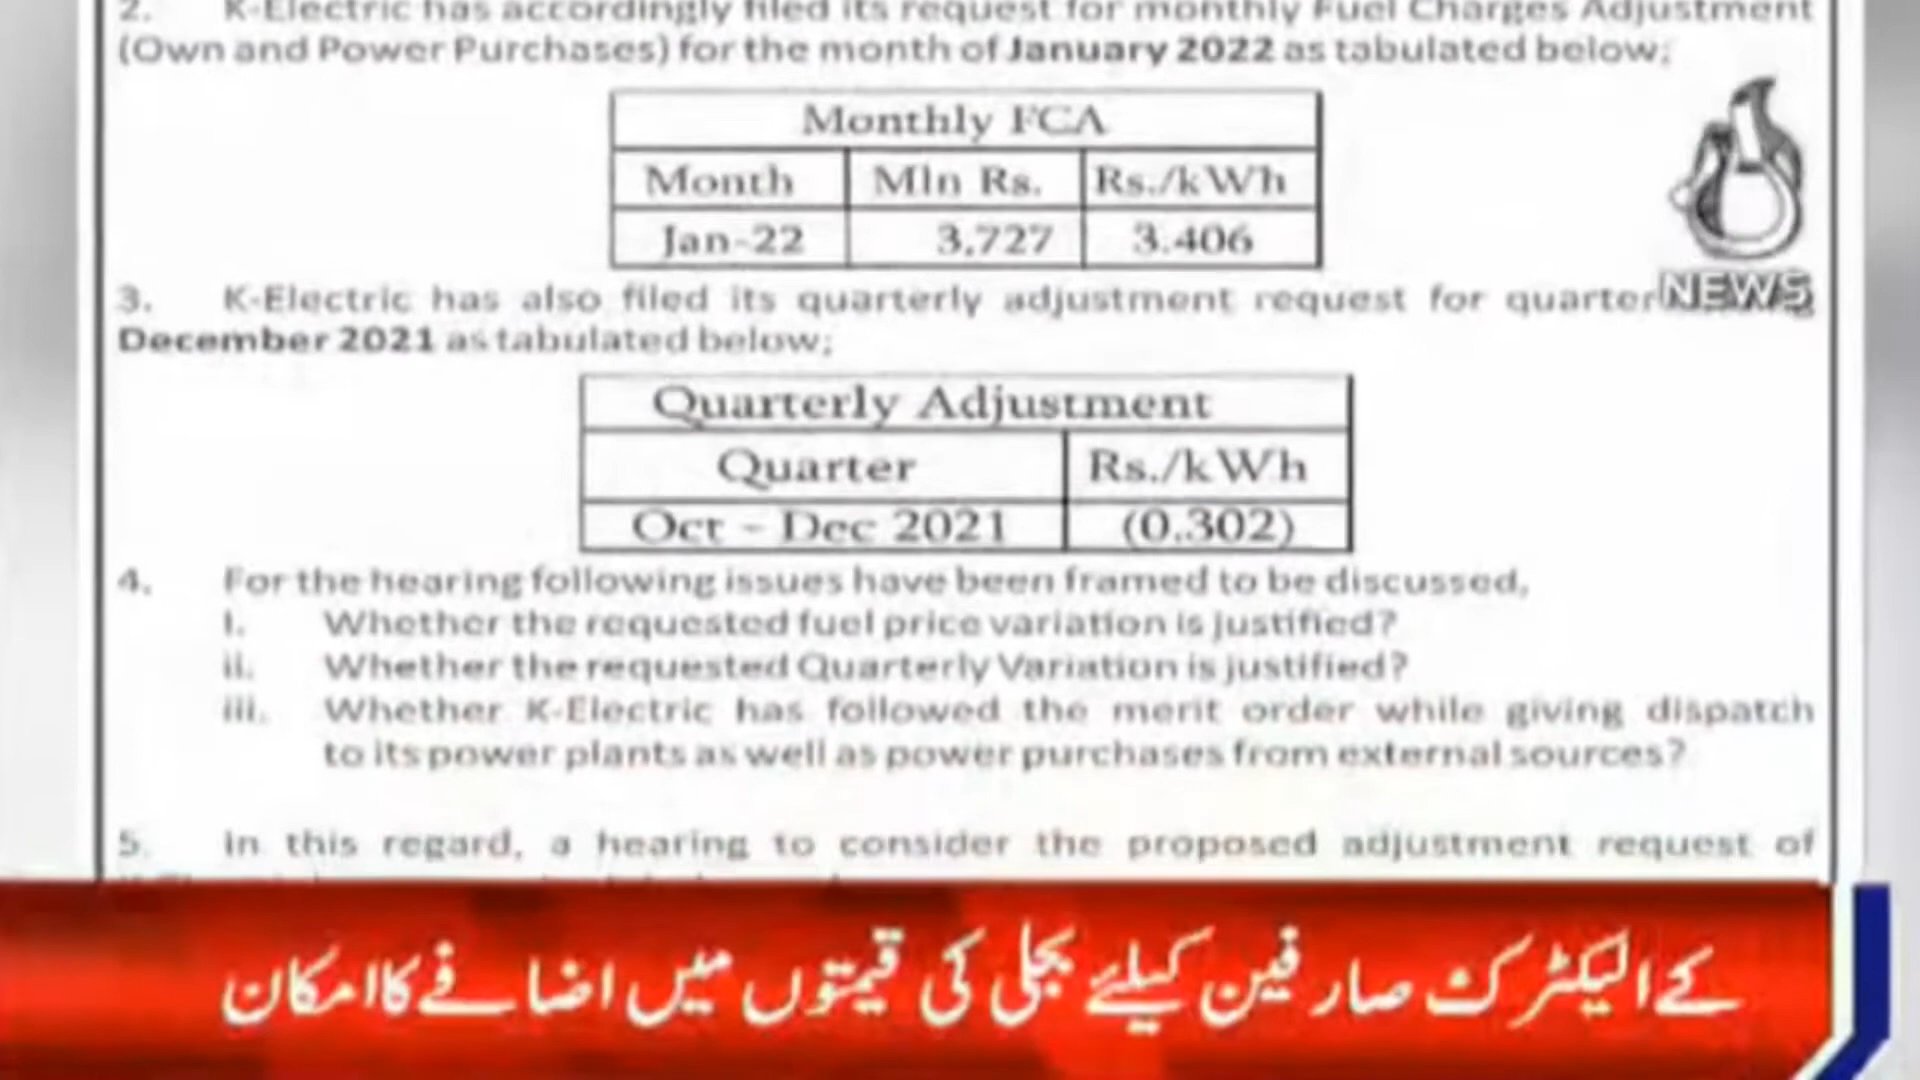 2. K-Electric has accordingly filed its request for monthly Fuel Charges Adjustment
(Own and Power Purchases) for the month of January 2022 as tabulated below;
Monthly FCA
Month Mln Rs. Rs./kWh
Jan-22 3,727 3.406
3. K-Electric has also filed its quarterly adjustment request for quarter
NEWS
December 2021 as tabulated below;
Quarterly Adjustment
Quarter Rs./kWh
Oct - Dec 2021 (0.302)
4. For the hearing following issues have been framed to be discussed,
i. Whether the requested fuel price variation is justified?
ii. Whether the requested Quarterly Variation is justified?
iii. Whether K-Electric has followed the merit order while giving dispatch
to its power plants as well as power purchases from external sources?
5. In this regard, a hearing to consider the proposed adjustment request of
کے الیکٹرک صارفین کیلئے بجلی کی قیمتوں میں اضافے کا امکان